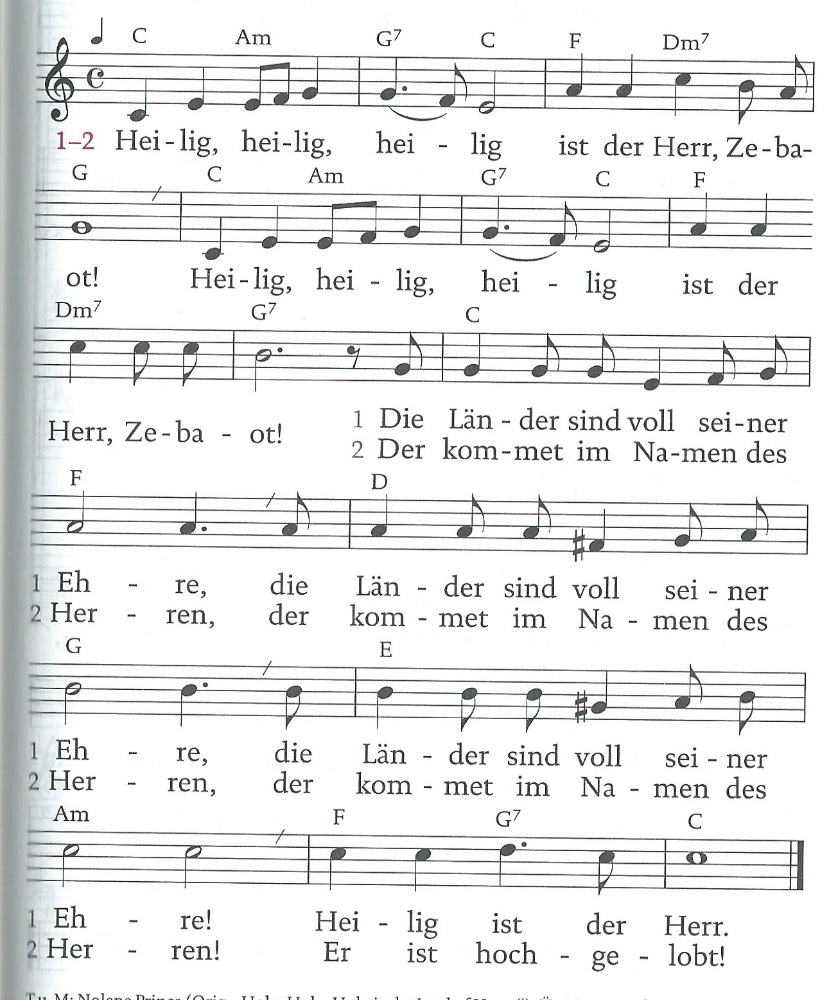 C Am G7 C F Dm7
1–2 Hei - lig, hei - lig, hei - lig ist der Herr, Ze - ba-
G C Am G7 C F
ot! Hei - lig, hei - lig, hei - lig ist der
Dm7 G7 C
Herr, Ze - ba - ot! 1 Die Län - der sind voll sei - ner
2 Der kom - met im Na - men des
F D
1 Eh - re, die Län - der sind voll sei - ner
2 Her - ren, der kom - met im Na - men des
G E
1 Eh - re, die Län - der sind voll sei - ner
2 Her - ren, der kom - met im Na - men des
Am F G7 C
1 Eh - re! Hei - lig ist der Herr.
2 Her - ren! Er ist hoch - ge - lobt!
M: Nolene Prince (Orig.